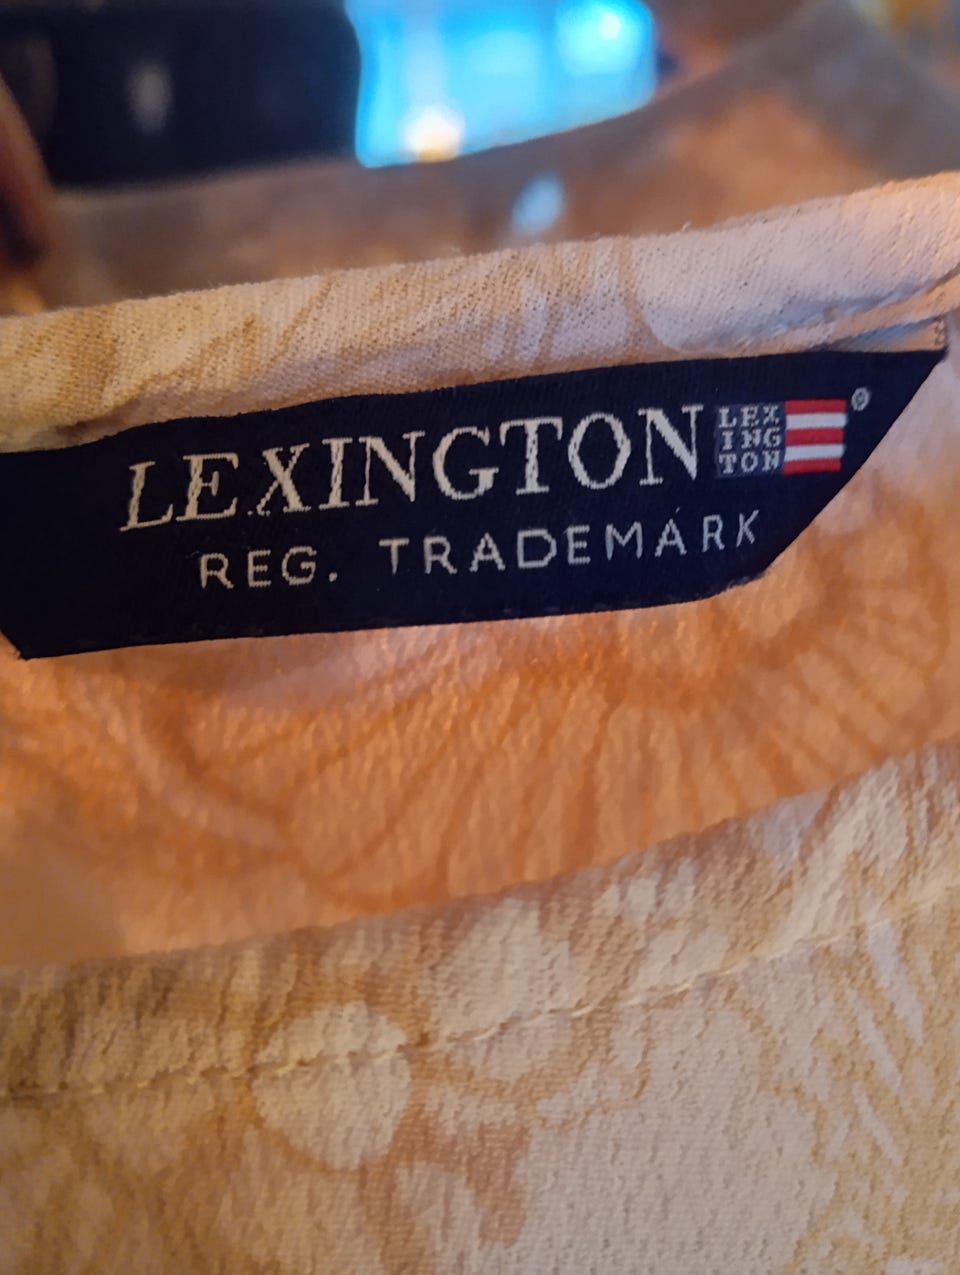 LEXINGTON
LEX
ING
TON
®
REG. TRADEMARK